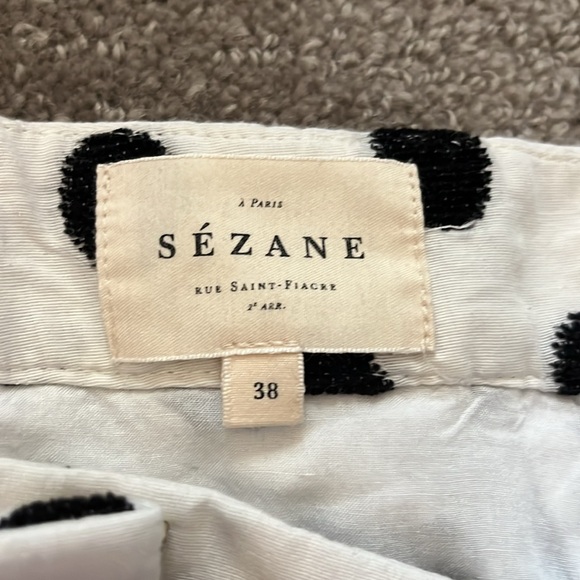 À PARIS
SÉZANE
RUE SAINT-FIACRE
2E ARR.
38